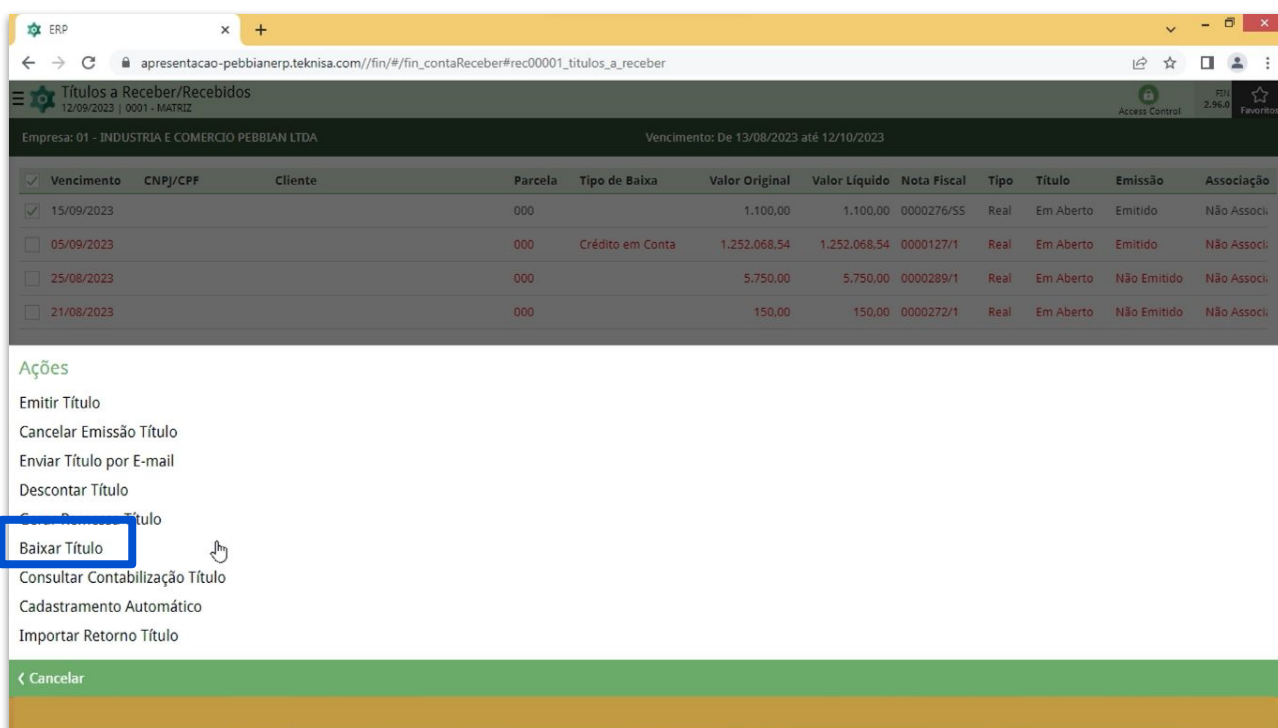 ERP
apresentacao-pebbianerp.teknisa.com//fin/#/fin_contaReceber#rec00001_titulos_a_receber
Títulos a Receber/Recebidos
12/09/2023 | 0001 - MATRIZ
Access Control
FIN
2.96.0
Favoritos
Empresa: 01 - INDUSTRIA E COMERCIO PEBBIAN LTDA Vencimento: De 13/08/2023 até 12/10/2023
Vencimento CNPJ/CPF Cliente Parcela Tipo de Baixa Valor Original Valor Líquido Nota Fiscal Tipo Título Emissão Associação
15/09/2023 000 1.100,00 1.100,00 0000276/SS Real Em Aberto Emitido Não Associ
05/09/2023 000 Crédito em Conta 1.252.068,54 1.252.068,54 0000127/1 Real Em Aberto Emitido Não Associ
25/08/2023 000 5.750,00 5.750,00 0000289/1 Real Em Aberto Não Emitido Não Associ
21/08/2023 000 150,00 150,00 0000272/1 Real Em Aberto Não Emitido Não Associ
Ações
Emitir Título
Cancelar Emissão Título
Enviar Título por E-mail
Descontar Título
Título
Baixar Título
Consultar Contabilização Título
Cadastramento Automático
Importar Retorno Título
Cancelar